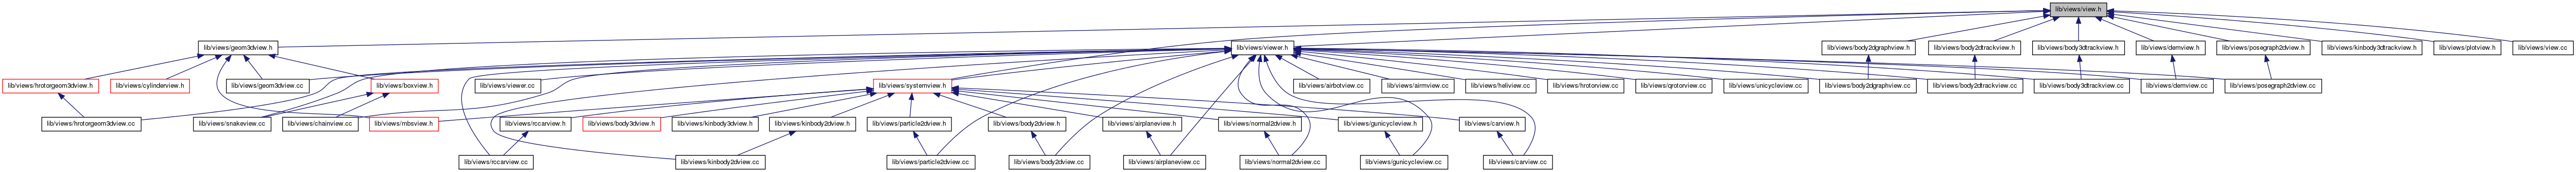 lib/views/view.h
lib/views/geom3dview.h
lib/views/viewer.h
lib/views/body2dgraphview.h
lib/views/body2dtrackview.h
lib/views/body3dtrackview.h
lib/views/demview.h
lib/views/posegraph2dview.h
lib/views/kinbody3dtrackview.h
lib/views/plotview.h
lib/views/view.cc
lib/views/hrotorgeom3dview.h
lib/views/cylinderview.h
lib/views/geom3dview.cc
lib/views/boxview.h
lib/views/viewer.cc
lib/views/systemview.h
lib/views/airbotview.cc
lib/views/airmview.cc
lib/views/heliview.cc
lib/views/hrotorview.cc
lib/views/qrotorview.cc
lib/views/unicycleview.cc
lib/views/body2dgraphview.cc
lib/views/body2dtrackview.cc
lib/views/body3dtrackview.cc
lib/views/demview.cc
lib/views/posegraph2dview.cc
lib/views/hrotorgeom3dview.cc
lib/views/snakeview.cc
lib/views/chainview.cc
lib/views/mbsview.h
lib/views/rccarview.h
lib/views/body3dview.h
lib/views/kinbody3dview.h
lib/views/kinbody2dview.h
lib/views/particle2dview.h
lib/views/body2dview.h
lib/views/airplaneview.h
lib/views/normal2dview.h
lib/views/gunicycleview.h
lib/views/carview.h
lib/views/rccarview.cc
lib/views/kinbody2dview.cc
lib/views/particle2dview.cc
lib/views/body2dview.cc
lib/views/airplaneview.cc
lib/views/normal2dview.cc
lib/views/gunicycleview.cc
lib/views/carview.cc